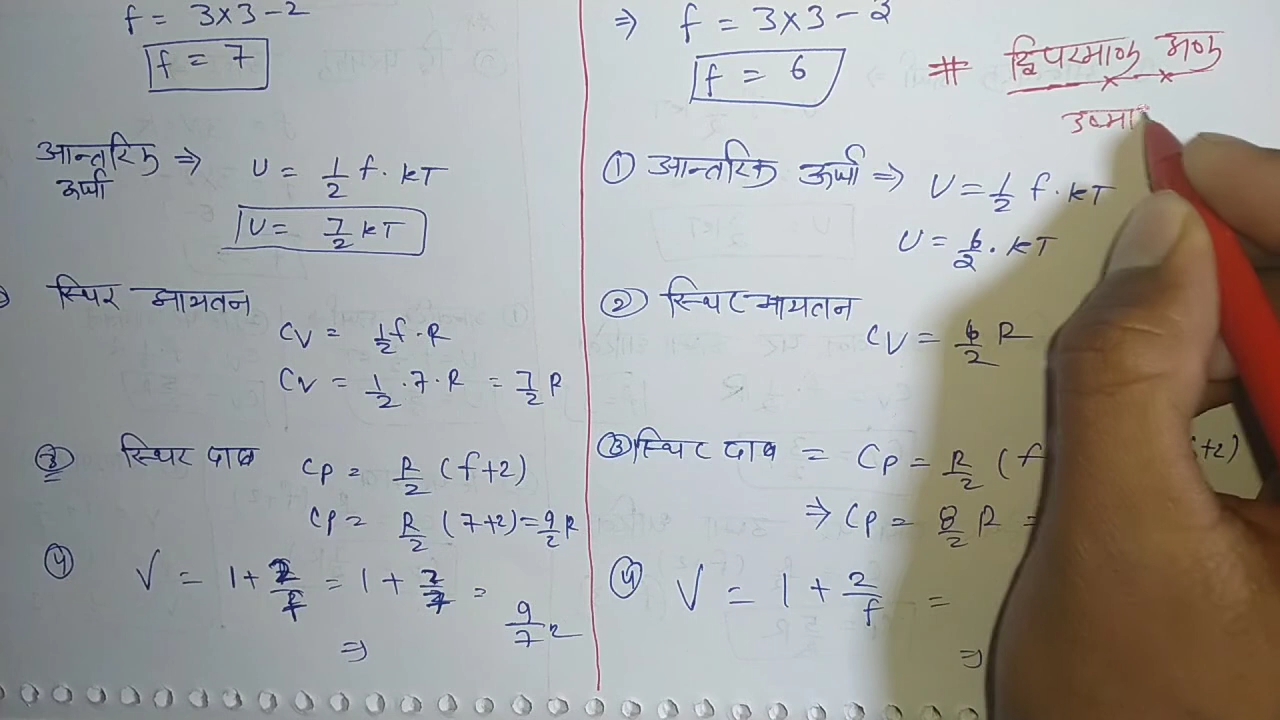 f = 3×3-2
f = 7
आन्तरिक ⇒ U = 1/2 f. KT
ऊर्जा
U = 7/2 KT
स्थिर आयतन
CV = 1/2 f. R
CV = 1/2 . 7 . R = 7/2 R
③ स्थिर दाब CP = R/2 (f+2)
CP = R/2 (7+2) = 9/2 R
④ γ = 1 + 2/f = 1 + 2/7 = 9/7
⇒
⇒ f = 3×3-3
f = 6
# द्विपरमाणु अणु
उष्मा
① आन्तरिक ऊर्जा ⇒ U = 1/2 f. KT
U = 6/2 . KT
② स्थिर आयतन
CV = 6/2 R
③ स्थिर दाब = CP = R/2 (f +2)
⇒ CP = 8/2 R =
④ γ = 1 + 2/f =
⇒